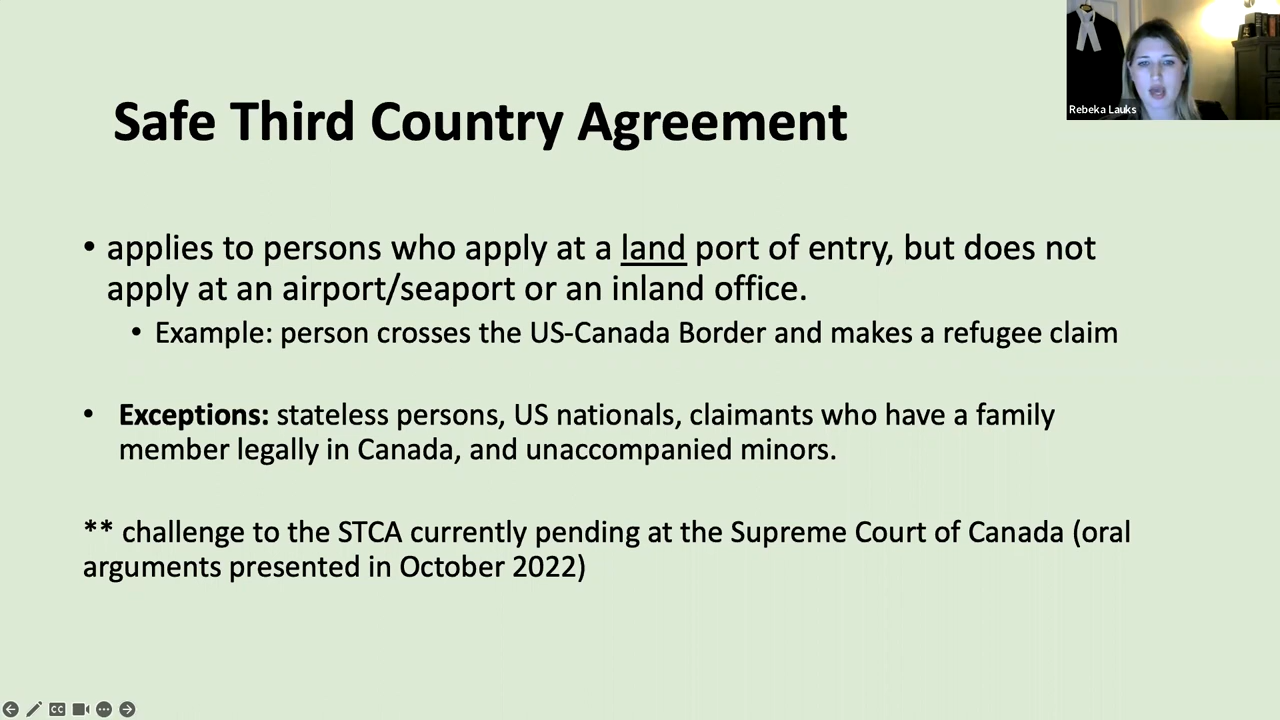 Rebeka Lauks
Safe Third Country Agreement
• applies to persons who apply at a land port of entry, but does not
apply at an airport/seaport or an inland office.
• Example: person crosses the US-Canada Border and makes a refugee claim
• Exceptions: stateless persons, US nationals, claimants who have a family
member legally in Canada, and unaccompanied minors.
** challenge to the STCA currently pending at the Supreme Court of Canada (oral
arguments presented in October 2022)
CC